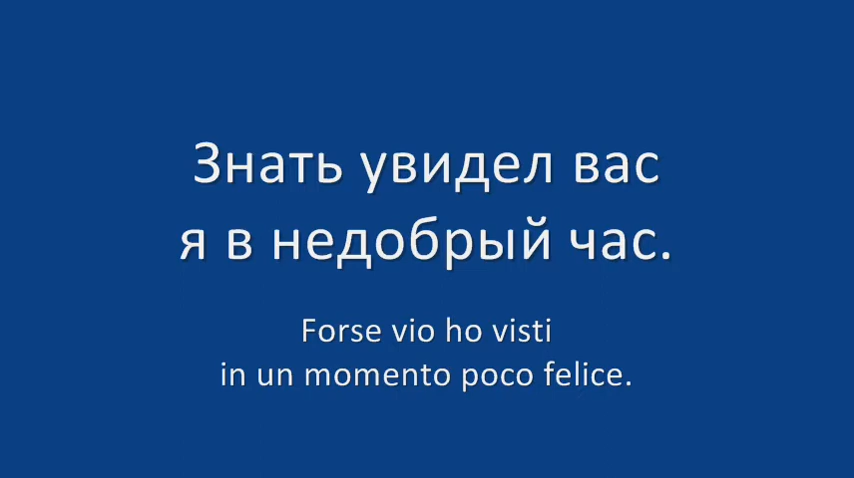 Знать увидел вас
я в недобрый час.
Forse vio ho visti
in un momento poco felice.